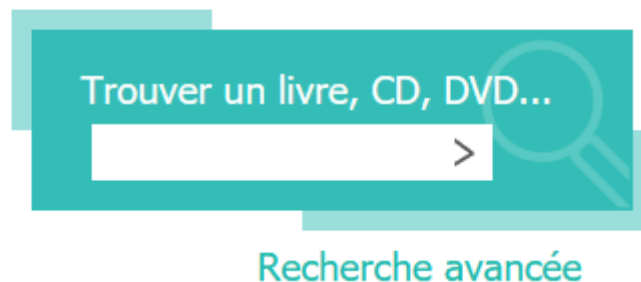 Trouver un livre, CD, DVD...
>
Recherche avancée